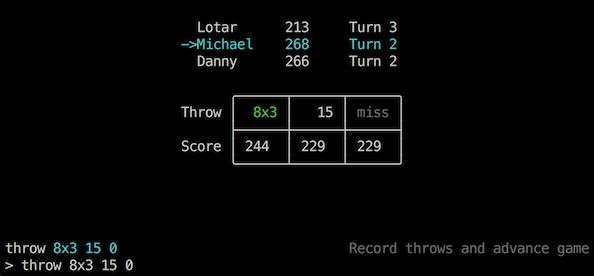 Lotar 213 Turn 3
->Michael 268 Turn 2
Danny 266 Turn 2
Throw 8x3 15 miss
Score 244 229 229
throw 8x3 15 0 Record throws and advance game
> throw 8x3 15 0